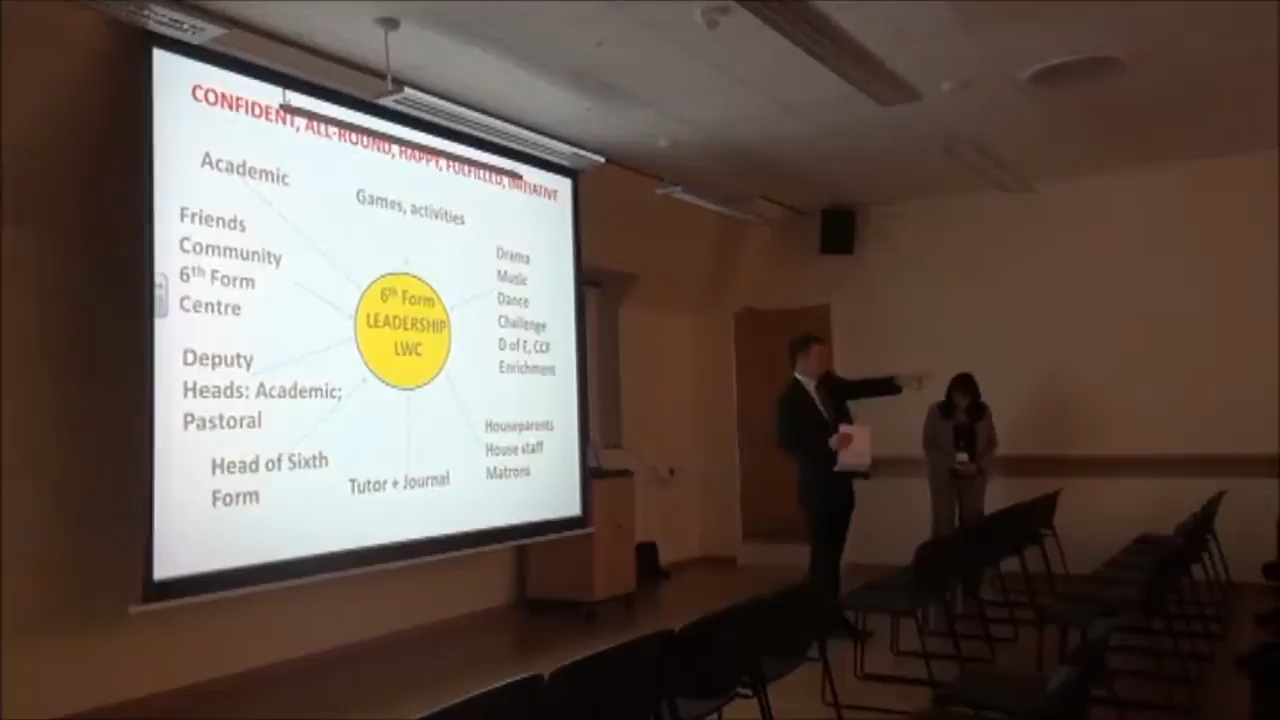 CONFIDENT, ALL-ROUND, HAPPY, FULFILLED, INITIATIVE
Academic
Games, activities
Friends
Community
6th Form
Centre
Drama
Music
Dance
Challenge
D of E, CCF
Enrichment
6th Form
LEADERSHIP
LWC
Deputy
Heads: Academic;
Pastoral
Houseparents
House staff
Matrons
Head of Sixth
Form
Tutor + Journal